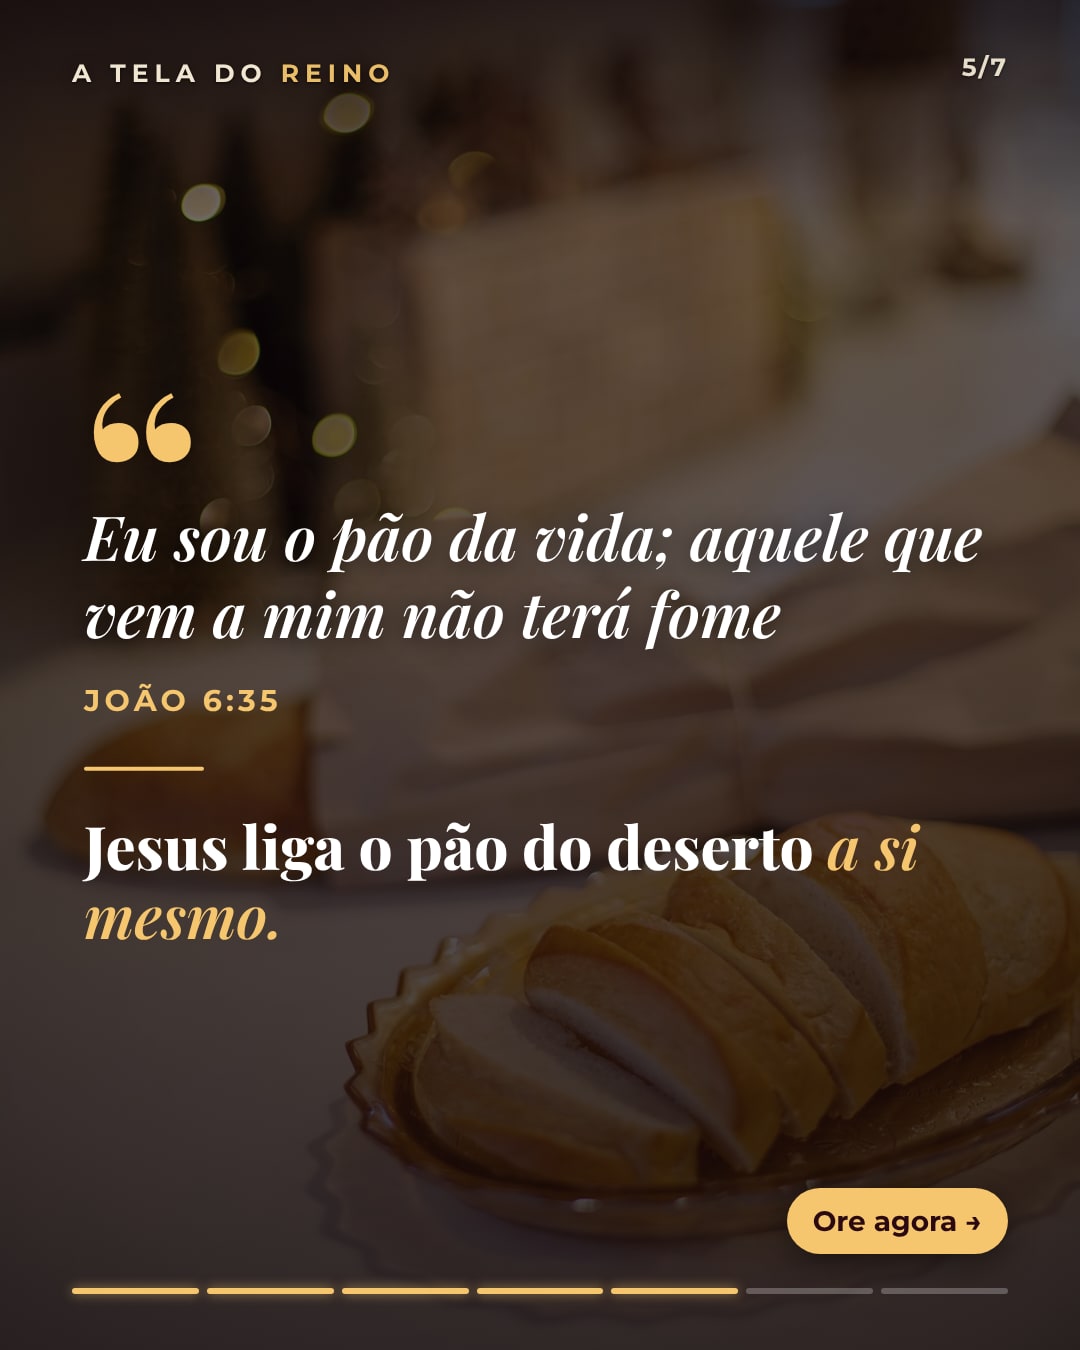 A TELA DO REINO
5/7
“
Eu sou o pão da vida; aquele que
vem a mim não terá fome
JOÃO 6:35
Jesus liga o pão do deserto a si
mesmo.
Ore agora →